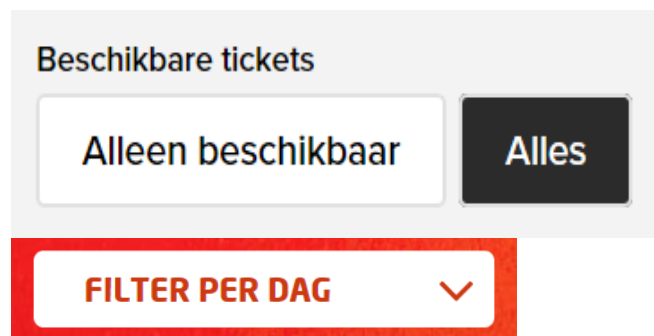 Beschikbare tickets
Alleen beschikbaar Alles
FILTER PER DAG